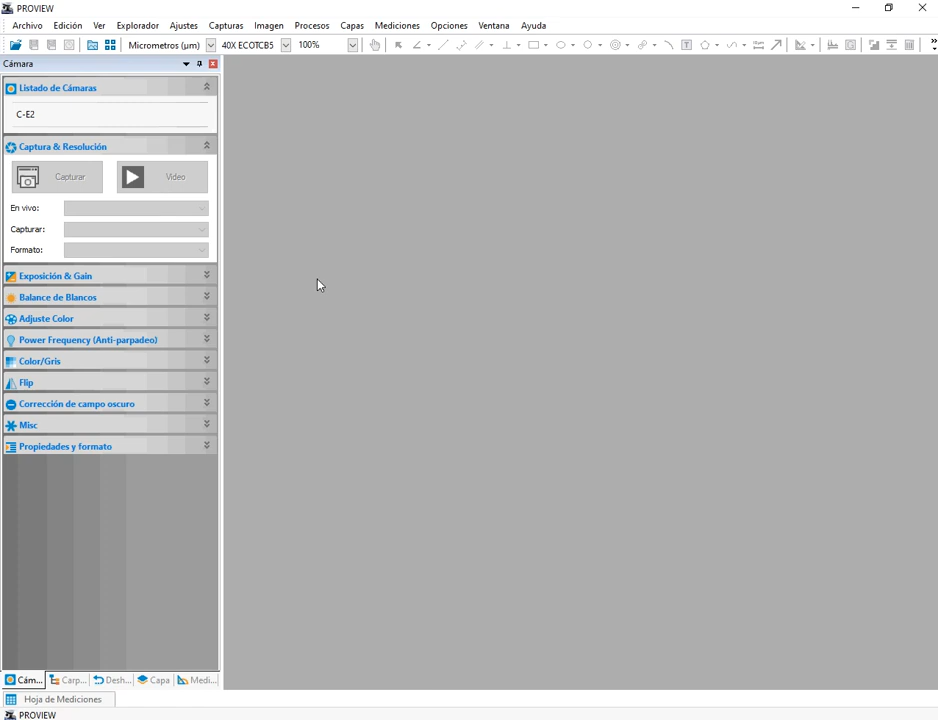 PROVIEW
Archivo Edición Ver Explorador Ajustes Capturas Imagen Procesos Capas Mediciones Opciones Ventana Ayuda
Micrometros (µm) 40X ECOTCB5 100%
Cámara
Listado de Cámaras
C-E2
Captura & Resolución
Capturar Video
En vivo:
Capturar:
Formato:
Exposición & Gain
Balance de Blancos
Adjuste Color
Power Frequency (Anti-parpadeo)
Color/Gris
Flip
Corrección de campo oscuro
Misc
Propiedades y formato
Cám... Carp... Desh... Capa Medi...
Hoja de Mediciones
PROVIEW